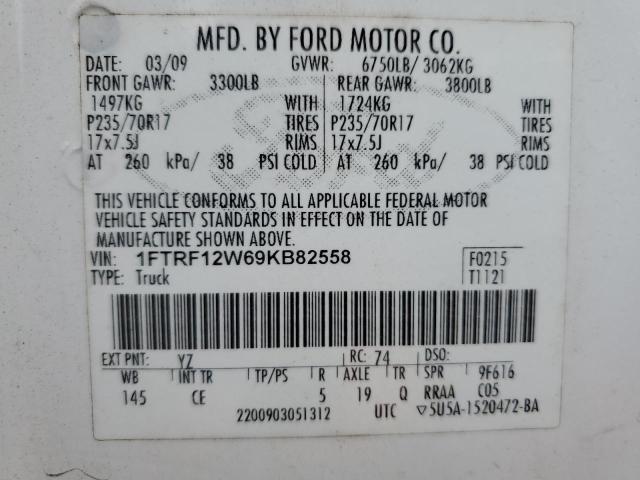 MFD. BY FORD MOTOR CO.
DATE: 03/09 GVWR: 6750LB/ 3062KG
FRONT GAWR: 3300LB REAR GAWR: 3800LB
1497KG WITH 1724KG WITH
P235/70R17 TIRES P235/70R17 TIRES
17x7.5J RIMS 17x7.5J RIMS
AT 260 kPa/ 38 PSI COLD AT 260 kPa/ 38 PSI COLD
THIS VEHICLE CONFORMS TO ALL APPLICABLE FEDERAL MOTOR
VEHICLE SAFETY STANDARDS IN EFFECT ON THE DATE OF
MANUFACTURE SHOWN ABOVE.
VIN: 1FTRF12W69KB82558 F0215
TYPE: Truck T1121
EXT PNT: YZ RC: 74 DSO:
WB INT TR TP/PS R AXLE TR SPR 9F616
145 CE 5 19 Q RRAA C05
2200903051312 UTC ▽5U5A-1520472-BA